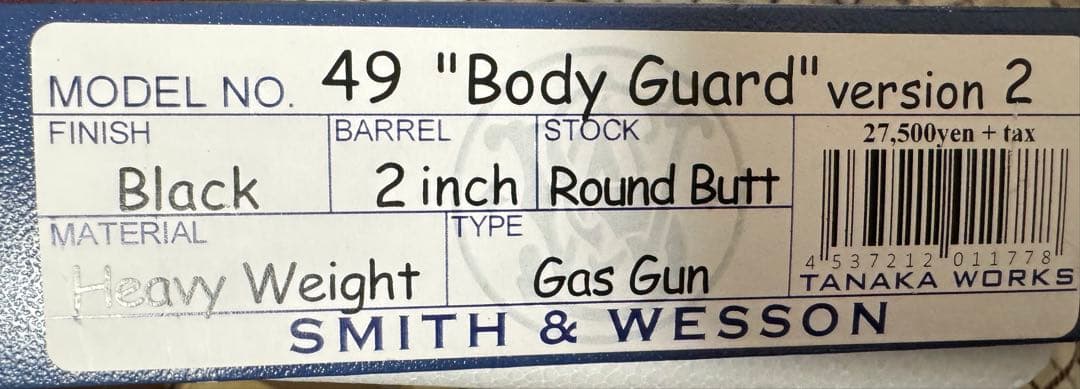 MODEL NO. 49 "Body Guard" version 2
FINISH
Black
BARREL
2 inch
STOCK
Round Butt
27,500yen + tax
4 537212 011778
TANAKA WORKS
MATERIAL
Heavy Weight
TYPE
Gas Gun
SMITH & WESSON